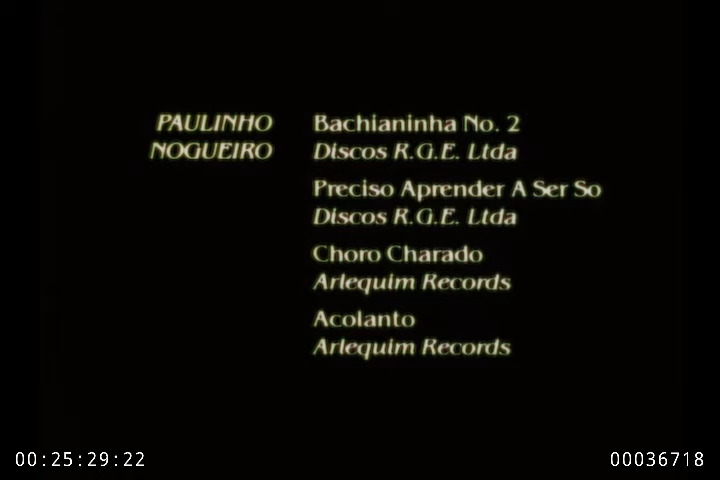 PAULINHO Bachianinha No. 2
NOGUEIRO Discos R.G.E. Ltda
Preciso Aprender A Ser So
Discos R.G.E. Ltda
Choro Charado
Arlequim Records
Acolanto
Arlequim Records
00:25:29:22 00036718